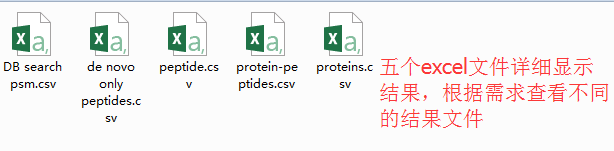 DB search
psm.csv
de novo
only
peptides.c
sv
peptide.cs
v
protein-pe
ptides.csv
proteins.c
sv
五个excel文件详细显示
结果，根据需求查看不同
的结果文件